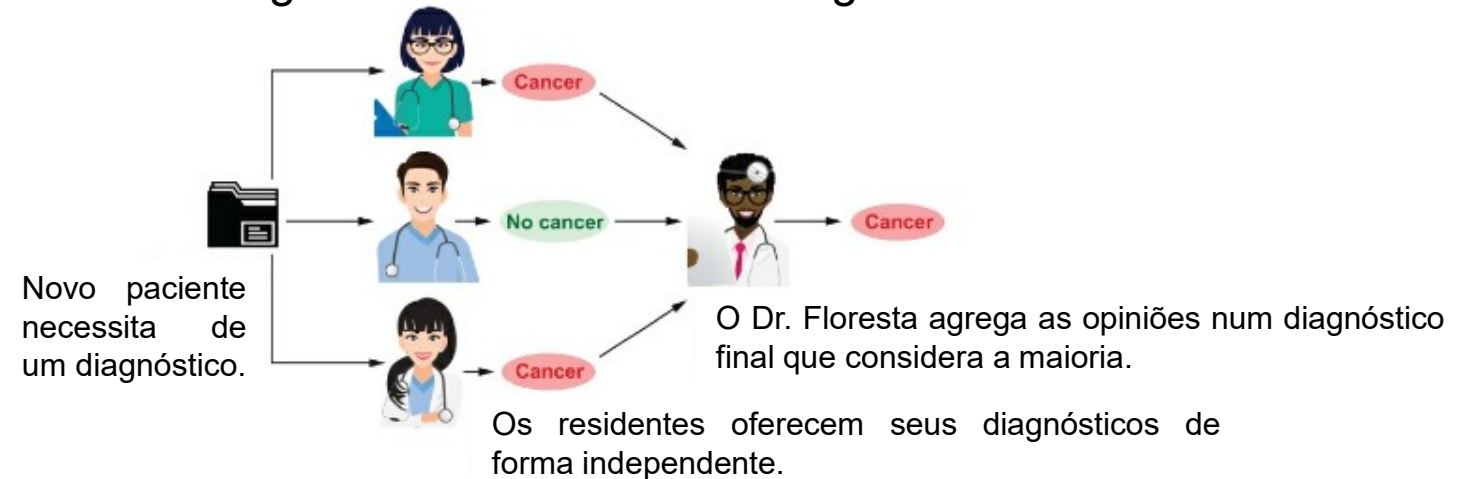 Cancer
No cancer
Cancer
Novo paciente
necessita de
um diagnóstico.
O Dr. Floresta agrega as opiniões num diagnóstico
final que considera a maioria.
Cancer
Os residentes oferecem seus diagnósticos de
forma independente.